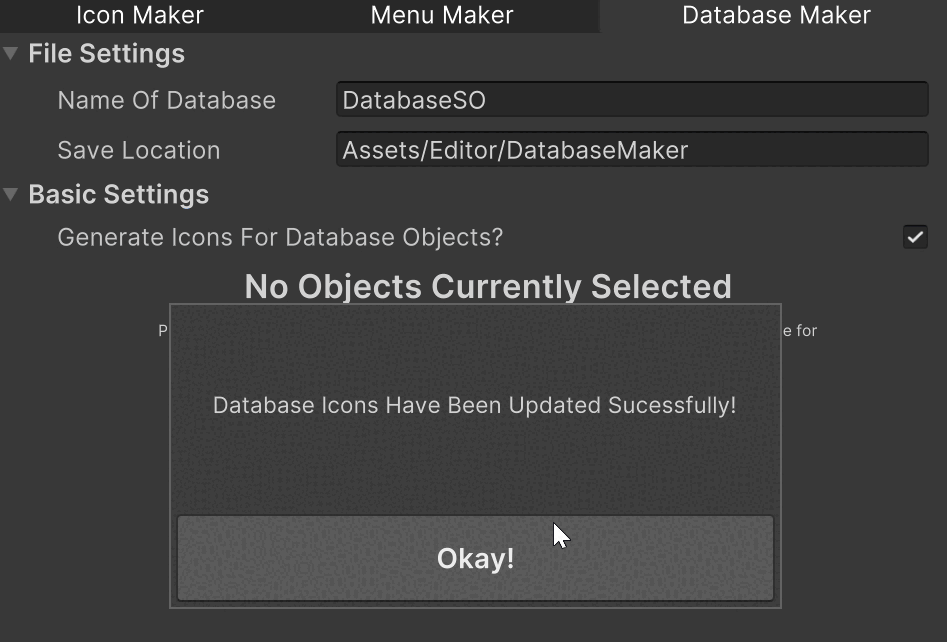 Icon Maker Menu Maker Database Maker
File Settings
Name Of Database DatabaseSO
Save Location Assets/Editor/DatabaseMaker
Basic Settings
Generate Icons For Database Objects?
No Objects Currently Selected
P e for
Database Icons Have Been Updated Sucessfully!
Okay!